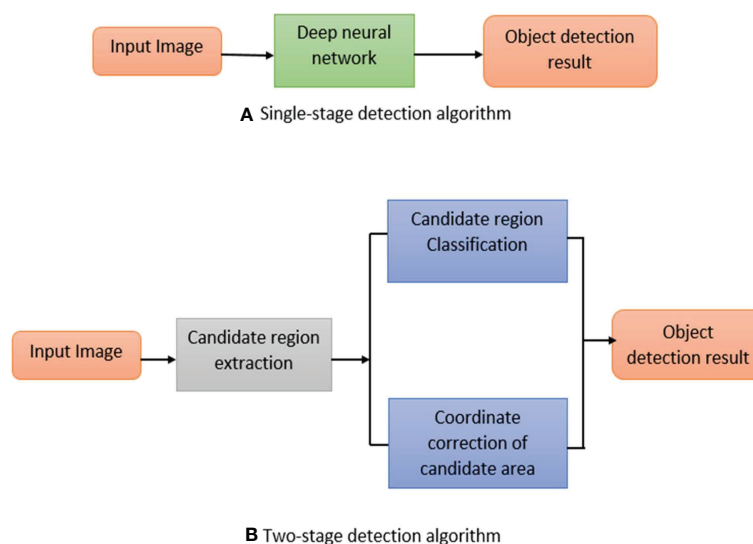 Input Image
Deep neural
network
Object detection
result
A Single-stage detection algorithm
Candidate region
Classification
Input Image
Candidate region
extraction
Object
detection result
Coordinate
correction of
candidate area
B Two-stage detection algorithm